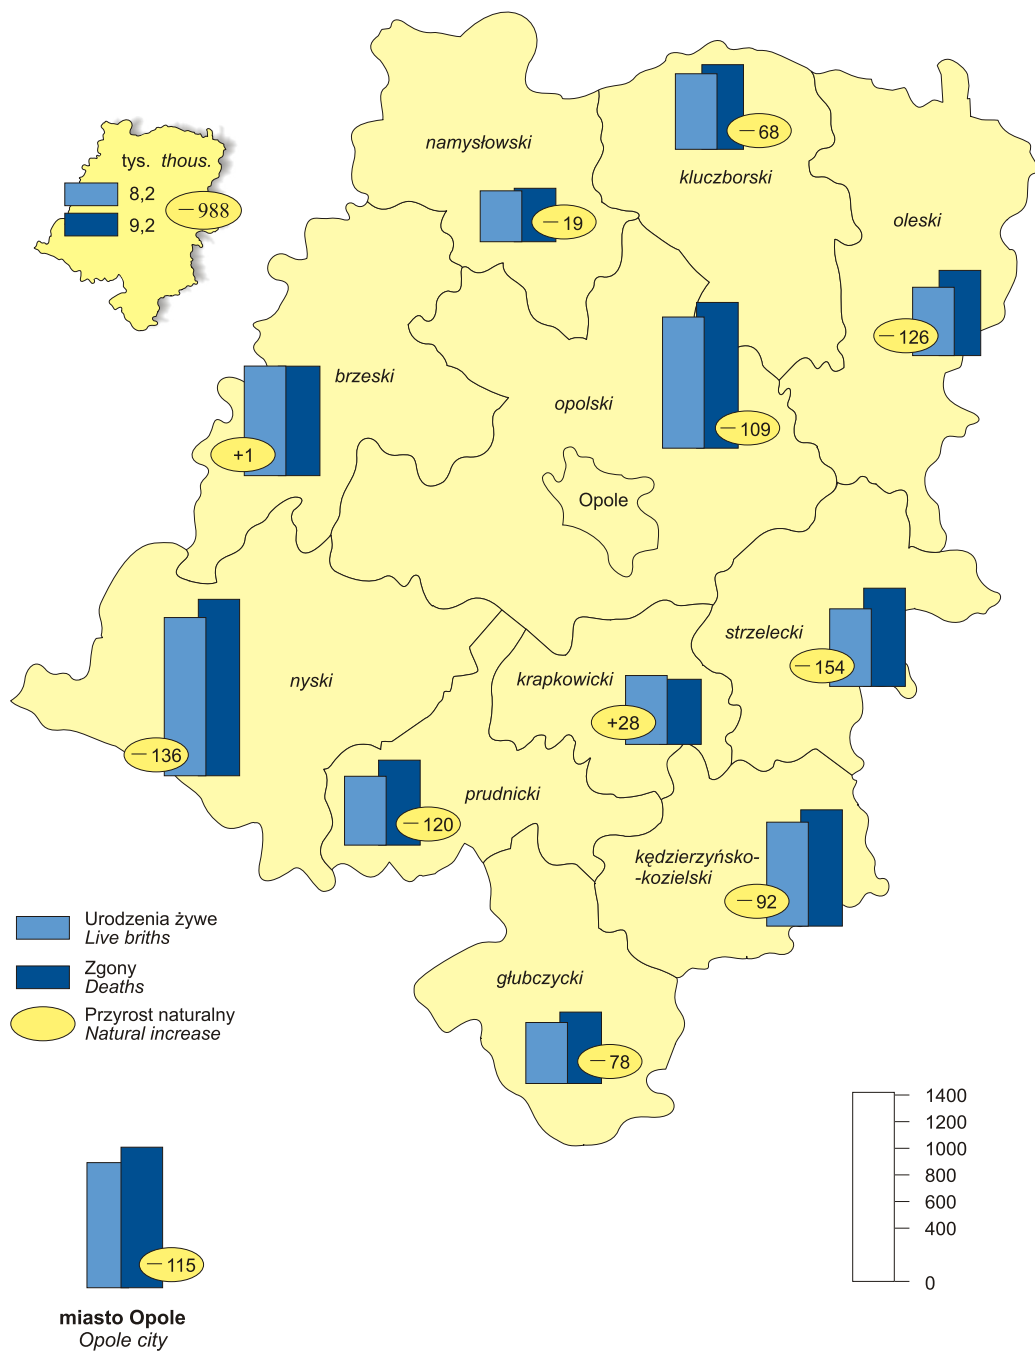 tys. thous.
8,2
9,2
−988
namysłowski
−19
−68
kluczborski
oleski
−126
brzeski
+1
opolski
−109
Opole
strzelecki
−154
nyski
−136
krapkowicki
+28
prudnicki
−120
kędzierzyńsko-
-kozielski
−92
głubczycki
−78
Urodzenia żywe
Live briths
Zgony
Deaths
Przyrost naturalny
Natural increase
1400
1200
1000
800
600
400
0
−115
miasto Opole
Opole city